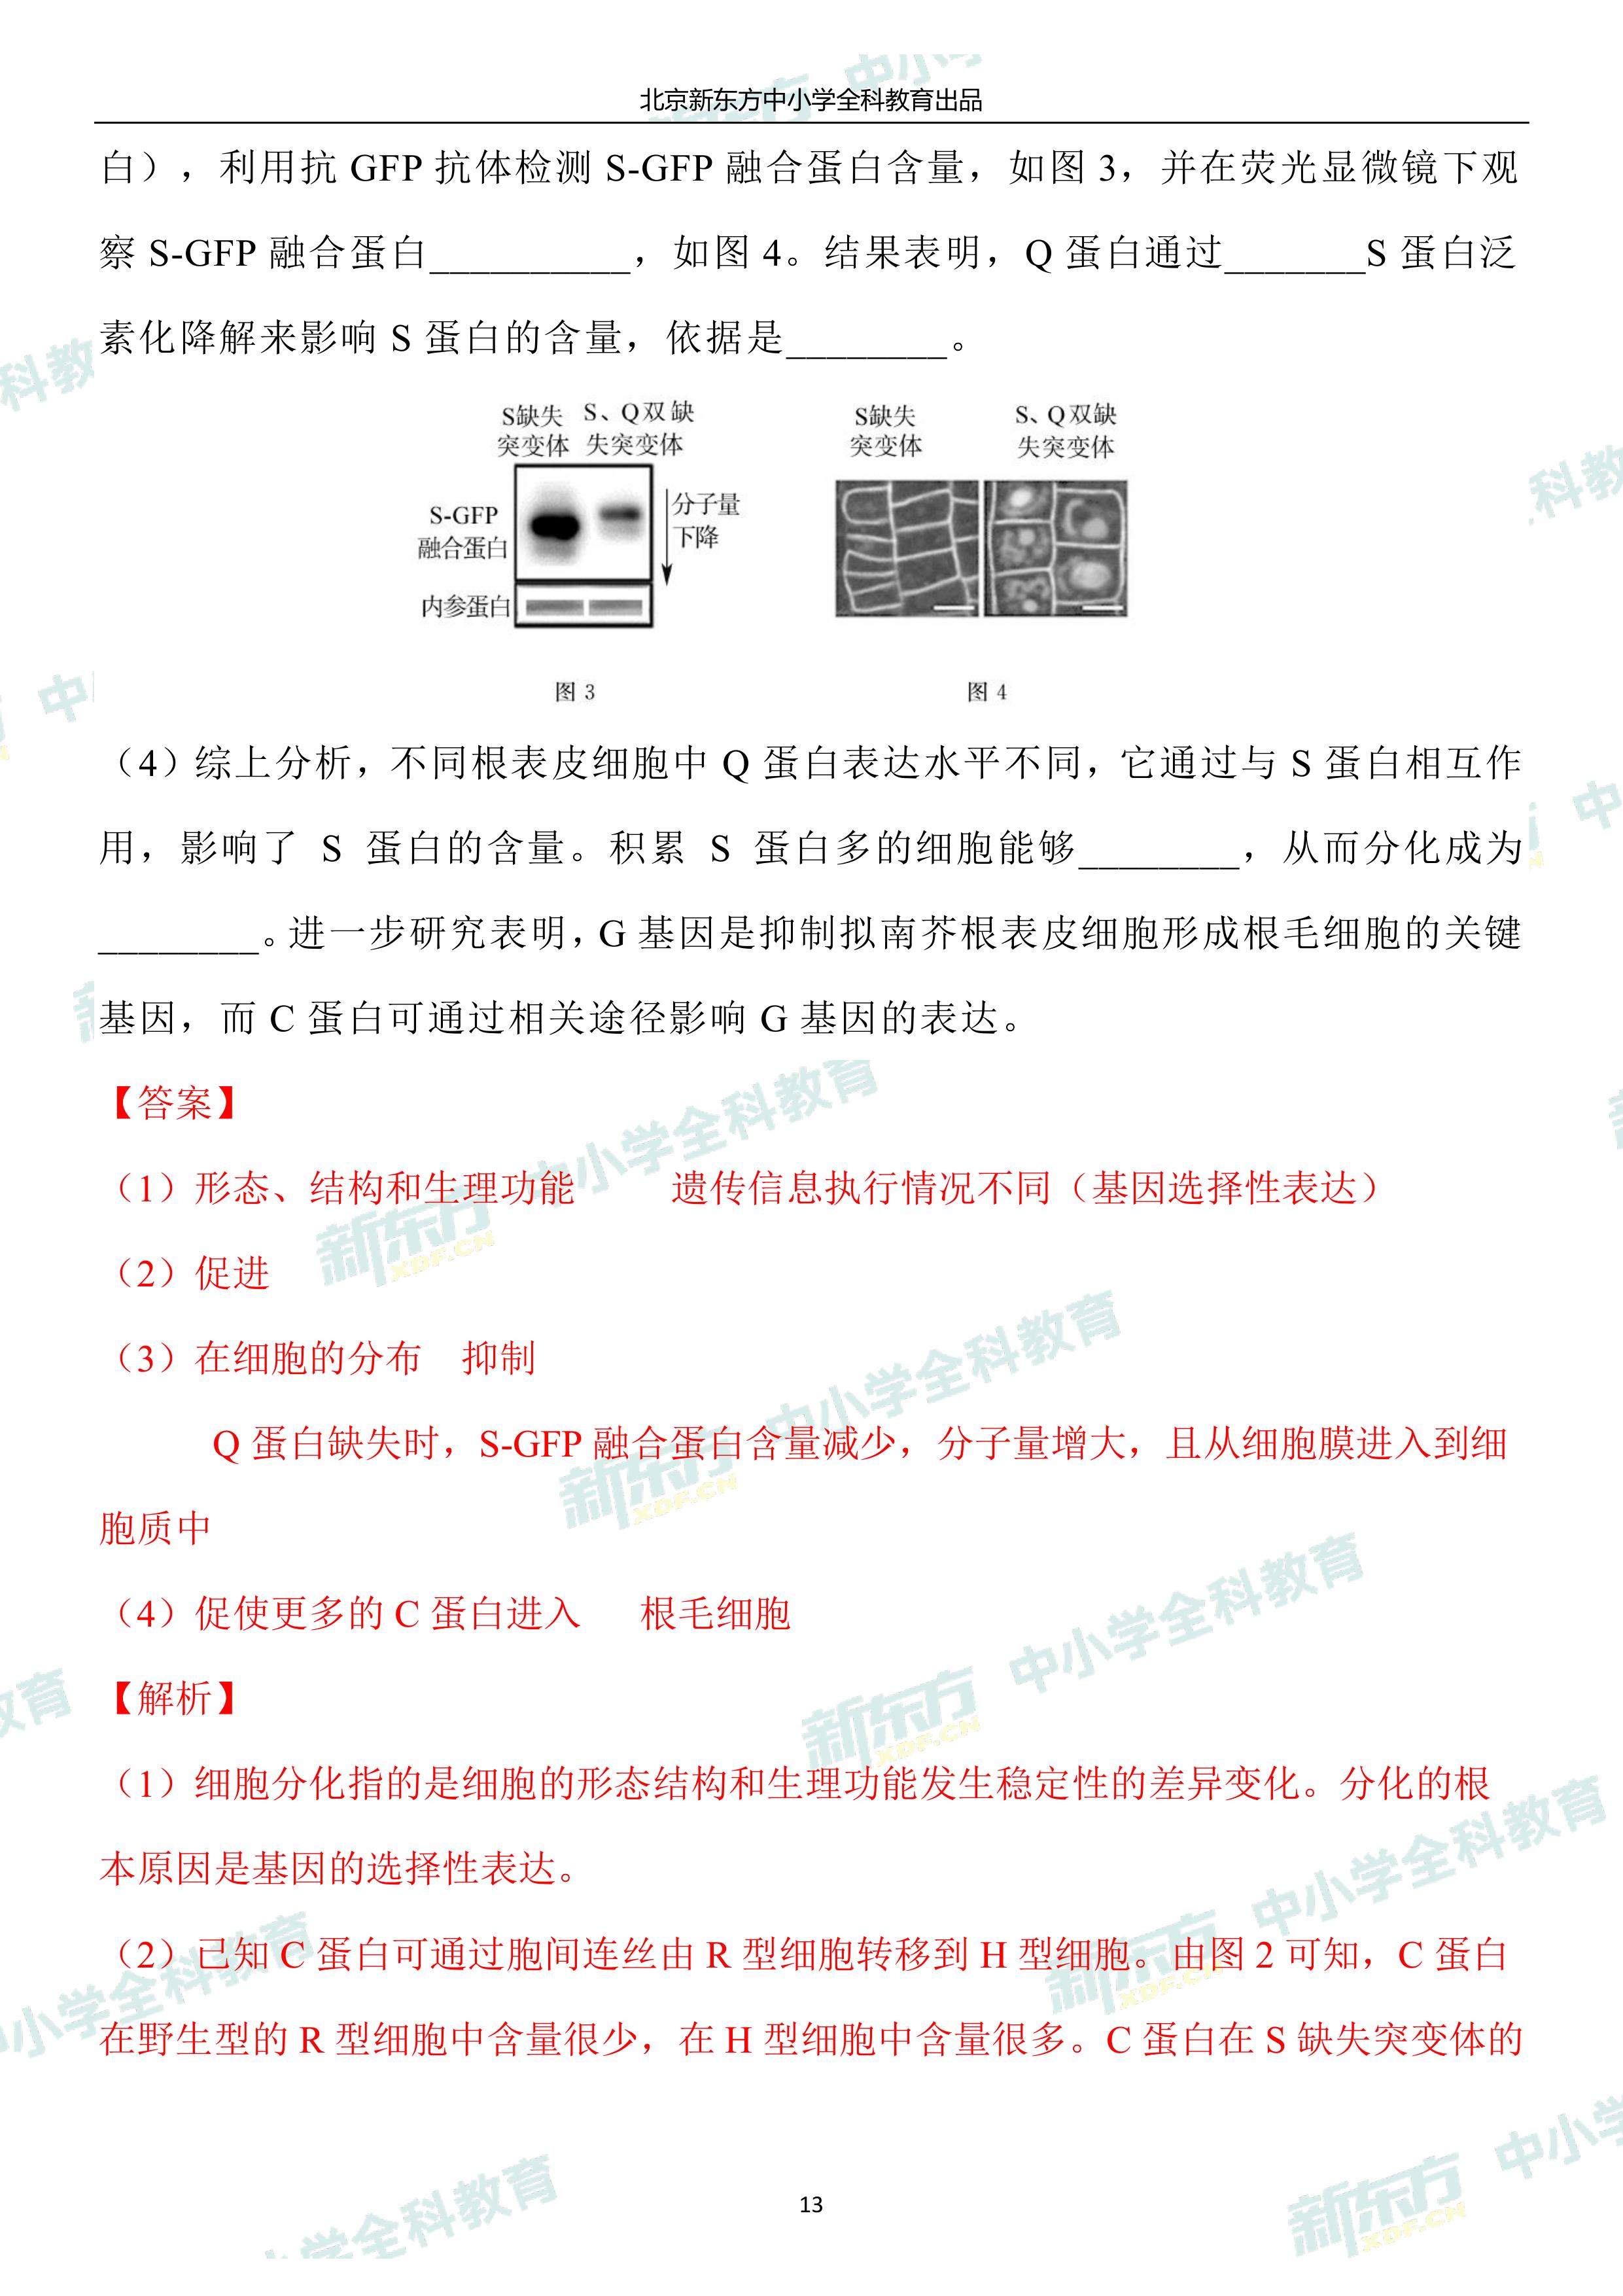 北京新东方中小学全科教育出品
白），利用抗 GFP 抗体检测 S-GFP 融合蛋白含量，如图 3，并在荧光显微镜下观
察 S-GFP 融合蛋白__________，如图 4。结果表明，Q 蛋白通过_______S 蛋白泛
素化降解来影响 S 蛋白的含量，依据是________。
S缺失 S、Q双缺
突变体 失突变体
S-GFP
融合蛋白
分子量
下降
内参蛋白
图 3
S缺失 S、Q双缺
突变体 失突变体
图 4
（4）综上分析，不同根表皮细胞中 Q 蛋白表达水平不同，它通过与 S 蛋白相互作
用，影响了 S 蛋白的含量。积累 S 蛋白多的细胞能够________，从而分化成为
________。进一步研究表明，G 基因是抑制拟南芥根表皮细胞形成根毛细胞的关键
基因，而 C 蛋白可通过相关途径影响 G 基因的表达。
【答案】
（1）形态、结构和生理功能 遗传信息执行情况不同（基因选择性表达）
（2）促进
（3）在细胞的分布 抑制
Q 蛋白缺失时，S-GFP 融合蛋白含量减少，分子量增大，且从细胞膜进入到细
胞质中
（4）促使更多的 C 蛋白进入 根毛细胞
【解析】
（1）细胞分化指的是细胞的形态结构和生理功能发生稳定性的差异变化。分化的根
本原因是基因的选择性表达。
（2）已知 C 蛋白可通过胞间连丝由 R 型细胞转移到 H 型细胞。由图 2 可知，C 蛋白
在野生型的 R 型细胞中含量很少，在 H 型细胞中含量很多。C 蛋白在 S 缺失突变体的
13
新东方 XDF.CN 中小学全科教育